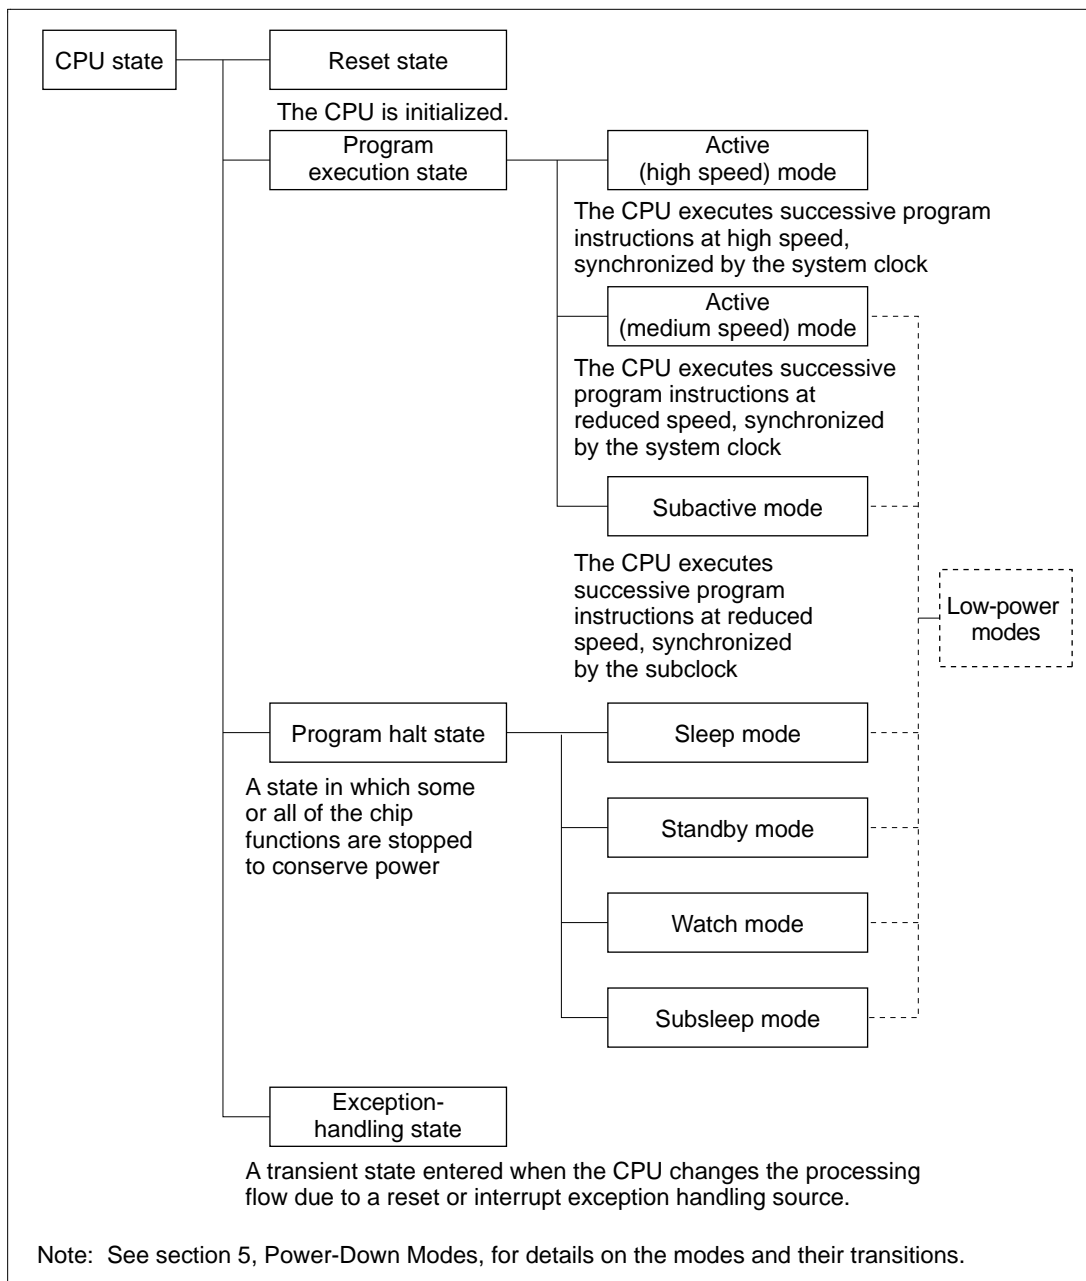 CPU state
Reset state
The CPU is initialized.
Program
execution state
Active
(high speed) mode
The CPU executes successive program
instructions at high speed,
synchronized by the system clock
Active
(medium speed) mode
The CPU executes successive
program instructions at
reduced speed, synchronized
by the system clock
Subactive mode
The CPU executes
successive program
instructions at reduced
speed, synchronized
by the subclock
Low-power
modes
Program halt state
A state in which some
or all of the chip
functions are stopped
to conserve power
Sleep mode
Standby mode
Watch mode
Subsleep mode
Exception-
handling state
A transient state entered when the CPU changes the processing
flow due to a reset or interrupt exception handling source.
Note: See section 5, Power-Down Modes, for details on the modes and their transitions.